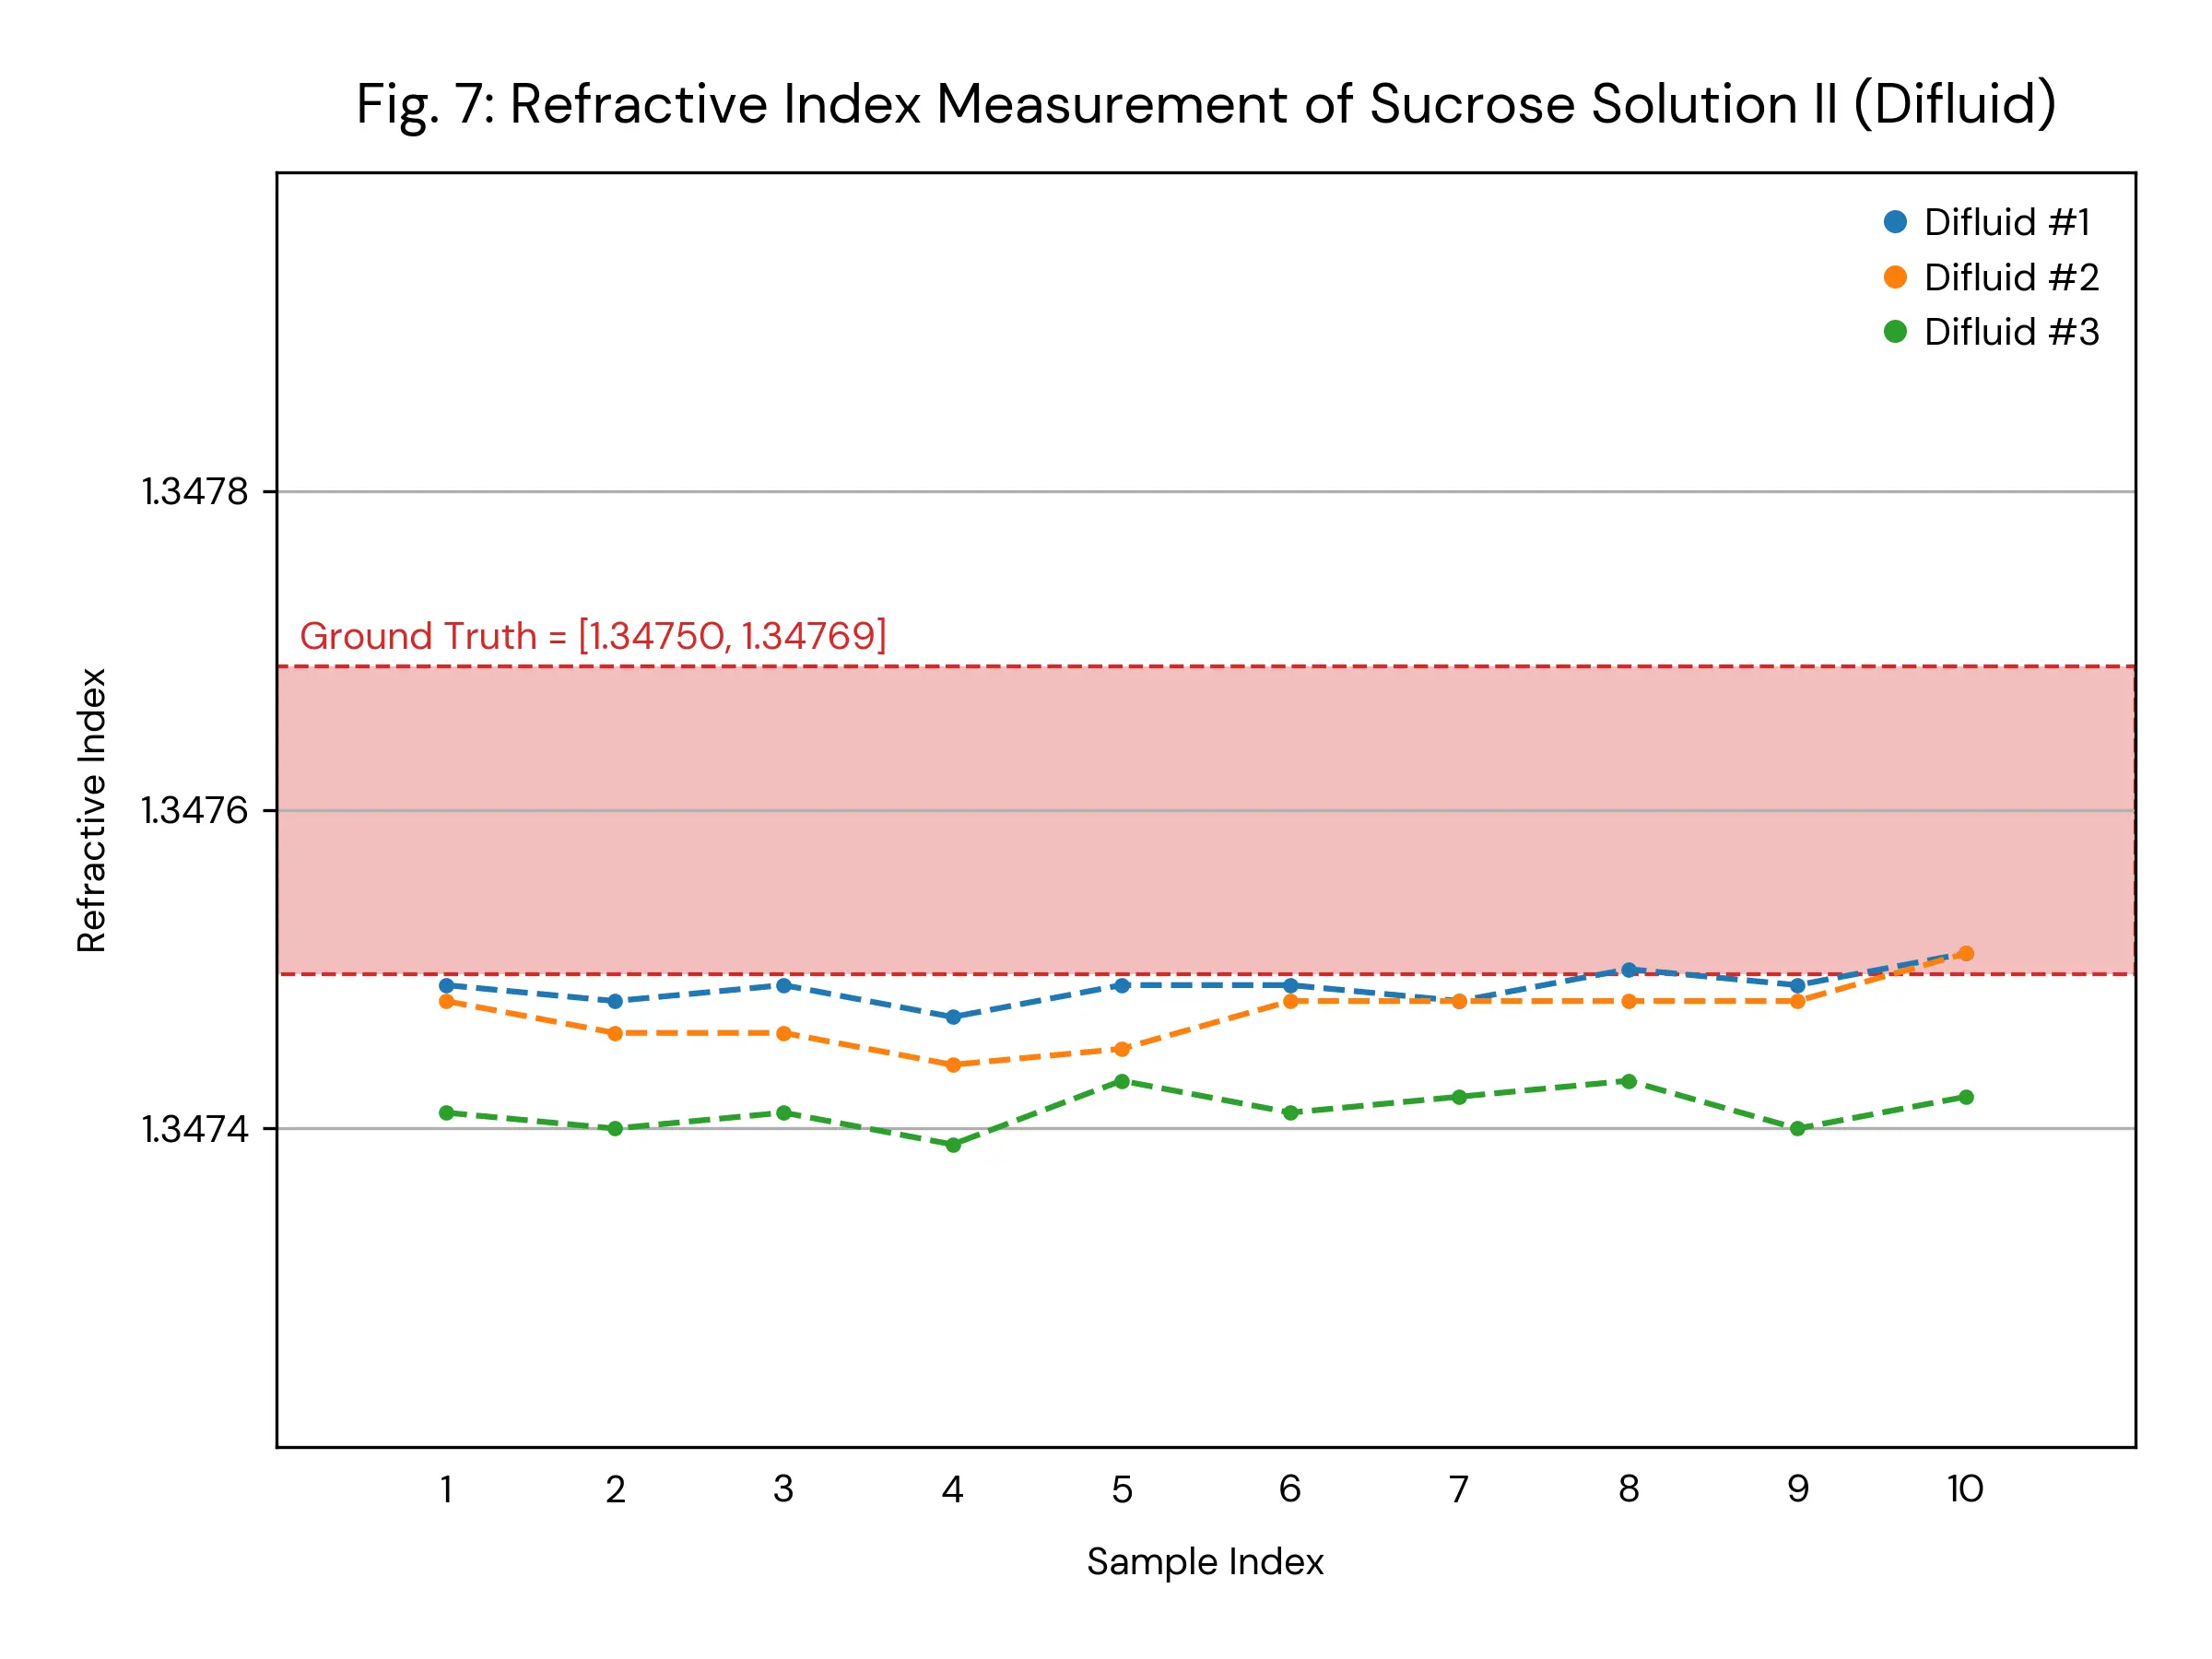 Fig. 7: Refractive Index Measurement of Sucrose Solution II (Difluid)
Difluid #1
Difluid #2
Difluid #3
1.3478
Ground Truth = [1.34750, 1.34769]
1.3476
1.3474
Refractive Index
1 2 3 4 5 6 7 8 9 10
Sample Index